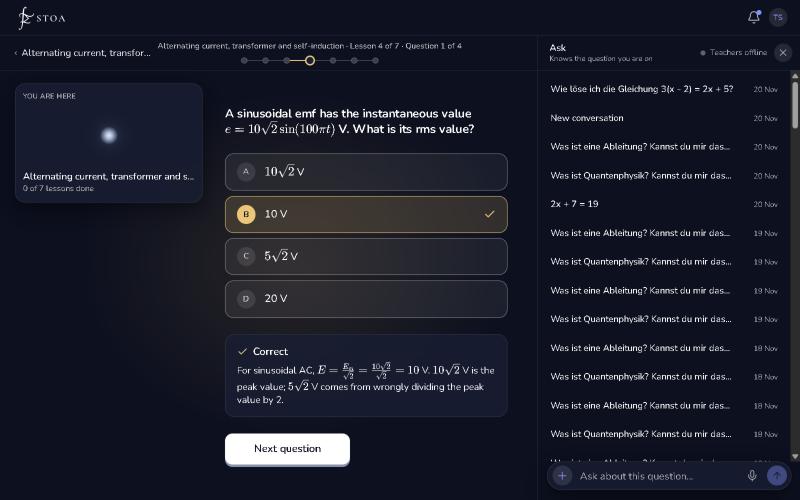 STOA
TS
‹ Alternating current, transfor...
Alternating current, transformer and self-induction · Lesson 4 of 7 · Question 1 of 4
Ask
Knows the question you are on
Teachers offline
YOU ARE HERE
Alternating current, transformer and s...
0 of 7 lessons done
A sinusoidal emf has the instantaneous value
e = 10√2 sin(100πt) V. What is its rms value?
A 10√2 V
B 10 V
C 5√2 V
D 20 V
Correct
For sinusoidal AC, E = E₀/√2 = 10√2/√2 = 10 V. 10√2 V is the
peak value; 5√2 V comes from wrongly dividing the peak
value by 2.
Next question
Wie löse ich die Gleichung 3(x - 2) = 2x + 5? 20 Nov
New conversation 20 Nov
Was ist eine Ableitung? Kannst du mir das... 20 Nov
Was ist Quantenphysik? Kannst du mir das... 20 Nov
2x + 7 = 19 20 Nov
Was ist eine Ableitung? Kannst du mir das... 19 Nov
Was ist Quantenphysik? Kannst du mir das... 19 Nov
Was ist eine Ableitung? Kannst du mir das... 19 Nov
Was ist Quantenphysik? Kannst du mir das... 19 Nov
Was ist eine Ableitung? Kannst du mir das... 18 Nov
Was ist Quantenphysik? Kannst du mir das... 18 Nov
Was ist eine Ableitung? Kannst du mir das... 18 Nov
Was ist Quantenphysik? Kannst du mir das... 18 Nov
Ask about this question...